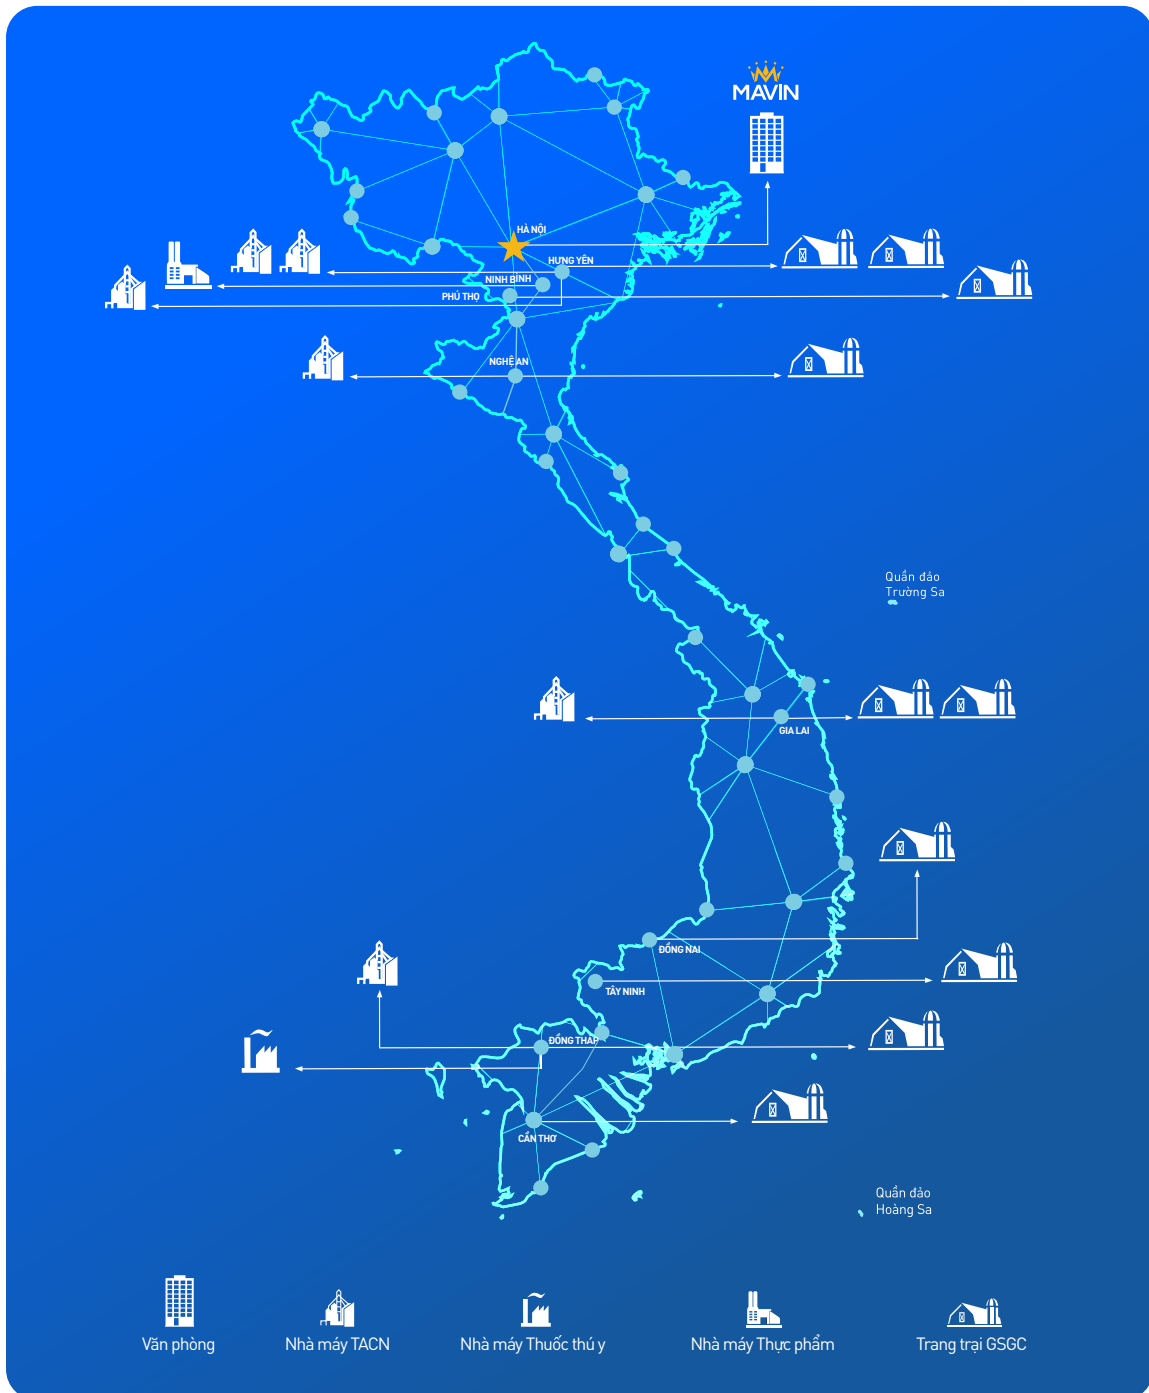 MAVIN
HÀ NỘI
HƯNG YÊN
NINH BÌNH
PHÚ THỌ
NGHỆ AN
Quần đảo
Trường Sa
GIA LAI
ĐỒNG NAI
TÂY NINH
ĐỒNG THÁP
CẦN THƠ
Quần đảo
Hoàng Sa
Văn phòng
Nhà máy TACN
Nhà máy Thuốc thú y
Nhà máy Thực phẩm
Trang trại GSGC